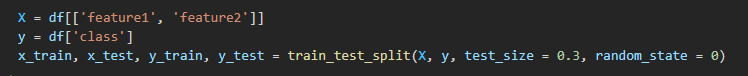 X = df[['feature1', 'feature2']]
y = df['class']
x_train, x_test, y_train, y_test = train_test_split(X, y, test_size = 0.3, random_state = 0)